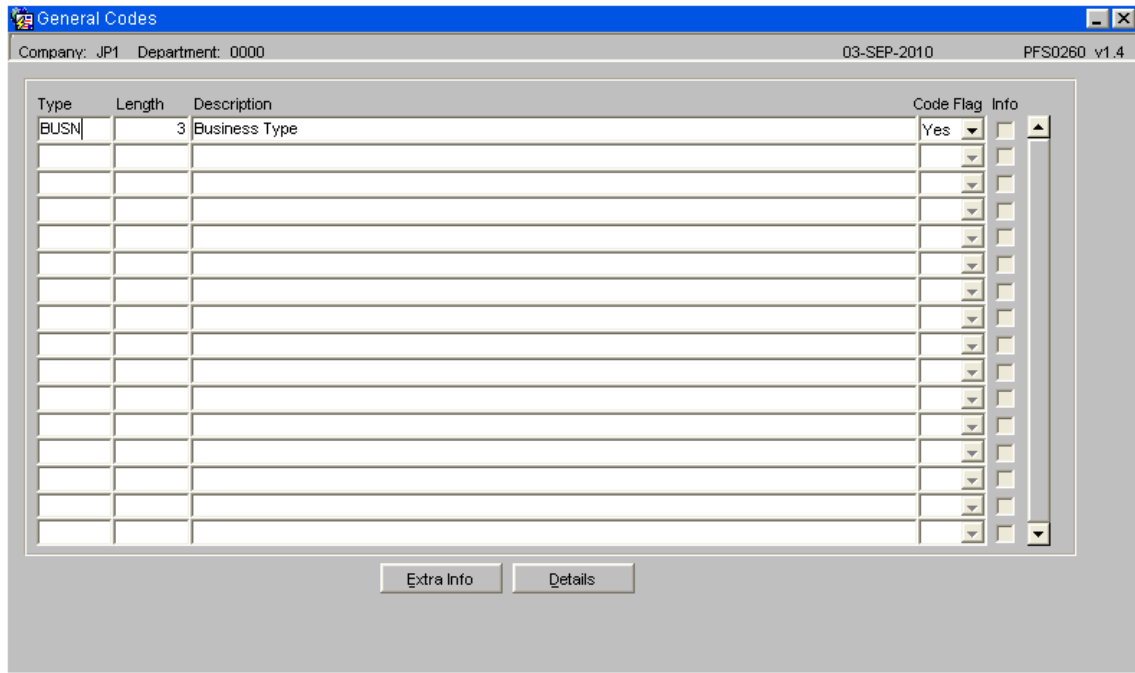 General Codes
Company: JP1 Department: 0000 03-SEP-2010 PFS0260 v1.4
Type Length Description Code Flag Info
BUSN 3 Business Type Yes
Extra Info Details